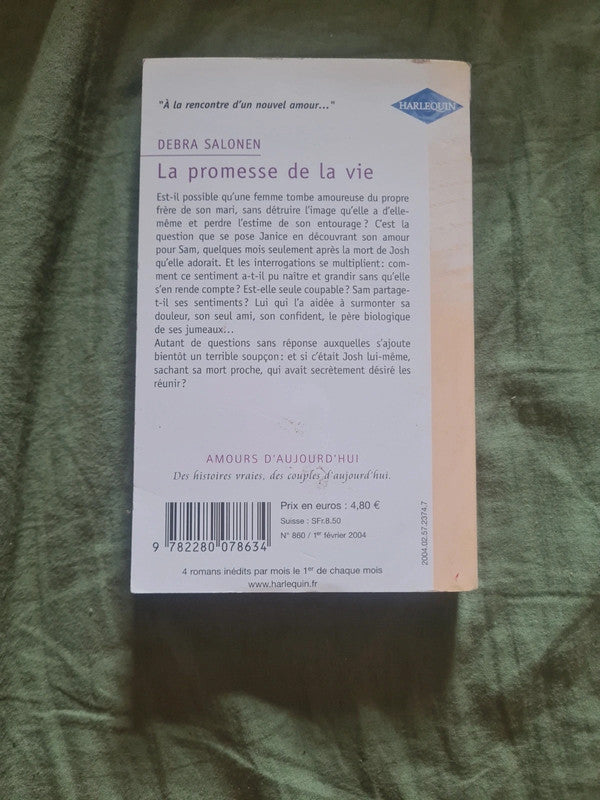 "À la rencontre d'un nouvel amour..."
HARLEQUIN
DEBRA SALONEN
La promesse de la vie
Est-il possible qu'une femme tombe amoureuse du propre
frère de son mari, sans détruire l'image qu'elle a d'elle-
même et perdre l'estime de son entourage ? C'est la
question que se pose Janice en découvrant son amour
pour Sam, quelques mois seulement après la mort de Josh
qu'elle adorait. Et les interrogations se multiplient : com-
ment ce sentiment a-t-il pu naître et grandir sans qu'elle
s'en rende compte ? Est-elle seule coupable ? Sam partage-
t-il ses sentiments ? Lui qui l'a aidée à surmonter sa
douleur, son seul ami, son confident, le père biologique
de ses jumeaux...
Autant de questions sans réponse auxquelles s'ajoute
bientôt un terrible soupçon : et si c'était Josh lui-même,
sachant sa mort proche, qui avait secrètement désiré les
réunir ?
AMOURS D'AUJOURD'HUI
Des histoires vraies, des couples d'aujourd'hui.
Prix en euros : 4,80 €
Suisse : SFr.8.50
N° 860 / 1er février 2004
9 782280 078634
2004.02.57.2374.7
4 romans inédits par mois le 1er de chaque mois
www.harlequin.fr